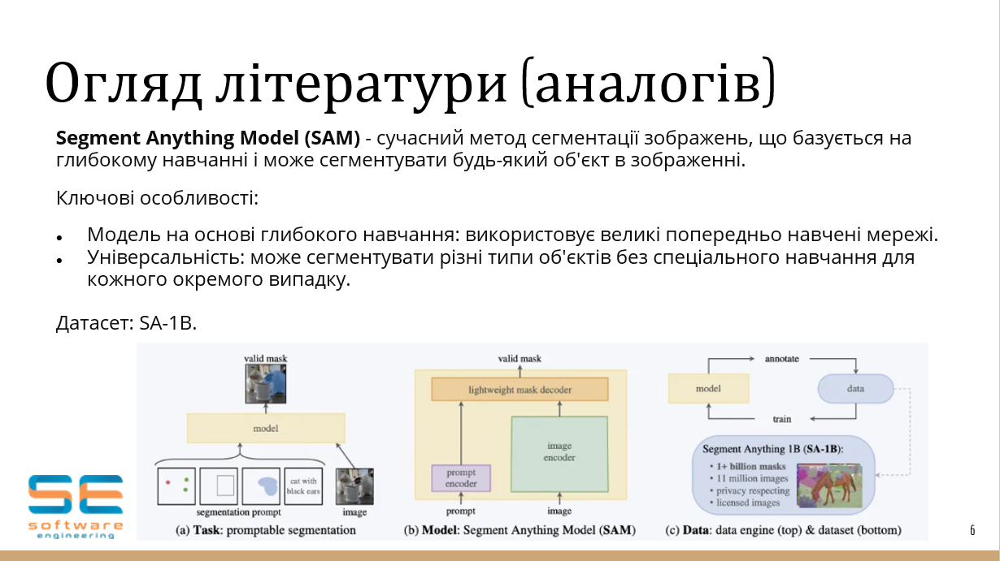 Огляд літератури (аналогів)
Segment Anything Model (SAM) - сучасний метод сегментації зображень, що базується на
глибокому навчанні і може сегментувати будь-який об'єкт в зображенні.
Ключові особливості:
• Модель на основі глибокого навчання: використовує великі попередньо навчені мережі.
• Універсальність: може сегментувати різні типи об'єктів без спеціального навчання для
кожного окремого випадку.
Датасет: SA-1B.
valid mask
model
cat with
black ears
segmentation prompt
image
(a) Task: promptable segmentation
valid mask
lightweight mask decoder
image
encoder
prompt
encoder
prompt
image
(b) Model: Segment Anything Model (SAM)
annotate
model
data
train
Segment Anything 1B (SA-1B):
• 1+ billion masks
• 11 million images
• privacy respecting
• licensed images
(c) Data: data engine (top) & dataset (bottom)
SE
software
engineering
6